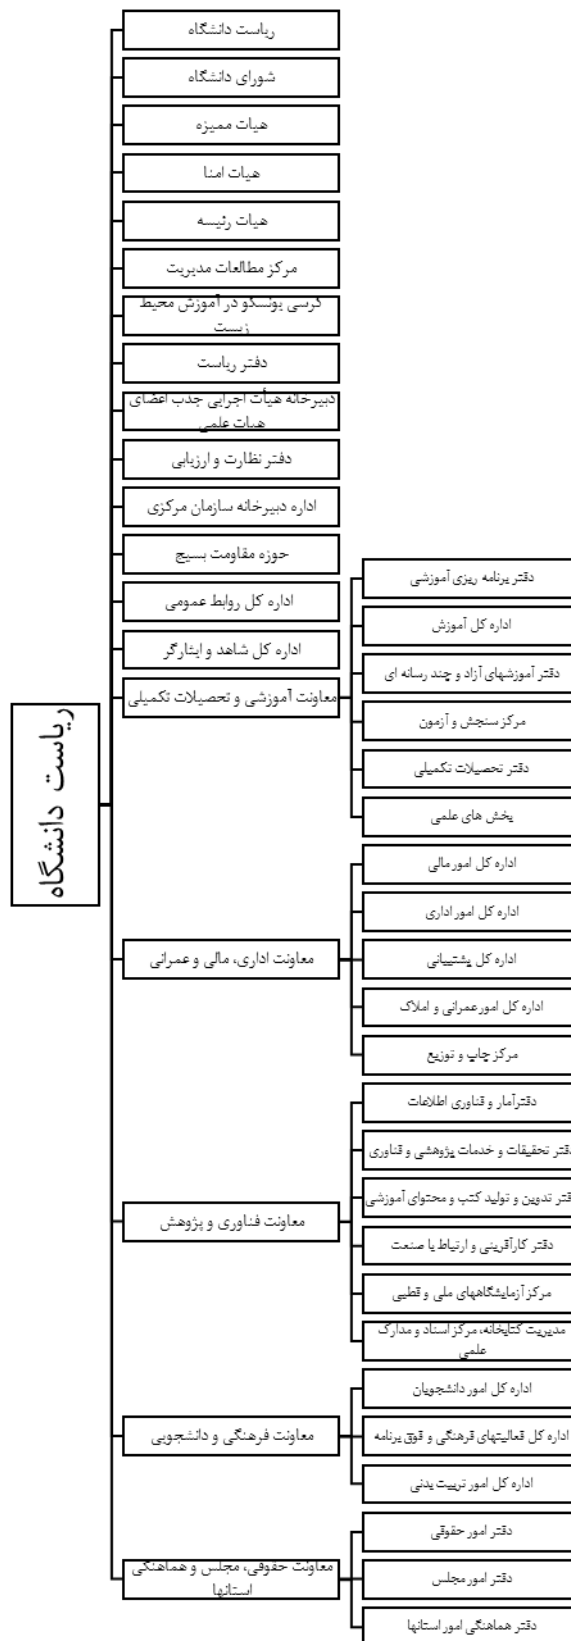 ریاست دانشگاه
ریاست دانشگاه
شورای دانشگاه
هیات ممیزه
هیات امنا
هیات رئیسه
مرکز مطالعات مدیریت
کرسی یونسکو در آموزش محیط
زیست
دفتر ریاست
دبیرخانه هیأت اجرایی جذب اعضای
هیات علمی
دفتر نظارت و ارزیابی
اداره دبیرخانه سازمان مرکزی
حوزه مقاومت بسیج
اداره کل روابط عمومی
اداره کل شاهد و ایثارگر
معاونت آموزشی و تحصیلات تکمیلی
دفتر برنامه ریزی آموزشی
اداره کل آموزش
دفتر آموزشهای آزاد و چند رسانه ای
مرکز سنجش و آزمون
دفتر تحصیلات تکمیلی
بخش های علمی
معاونت اداری، مالی و عمرانی
اداره کل امور مالی
اداره کل امور اداری
اداره کل پشتیبانی
اداره کل امور عمرانی و املاک
مرکز چاپ و توزیع
معاونت فناوری و پژوهش
دفتر آمار و فناوری اطلاعات
دفتر تحقیقات و خدمات پژوهشی و فناوری
دفتر تدوین و تولید کتب و محتوای آموزشی
دفتر کارآفرینی و ارتباط با صنعت
مرکز آزمایشگاههای ملی و قطبی
مدیریت کتابخانه، مرکز اسناد و مدارک
علمی
معاونت فرهنگی و دانشجویی
اداره کل امور دانشجویان
اداره کل فعالیتهای فرهنگی و فوق برنامه
اداره کل امور تربیت بدنی
معاونت حقوقی، مجلس و هماهنگی
استانها
دفتر امور حقوقی
دفتر امور مجلس
دفتر هماهنگی امور استانها